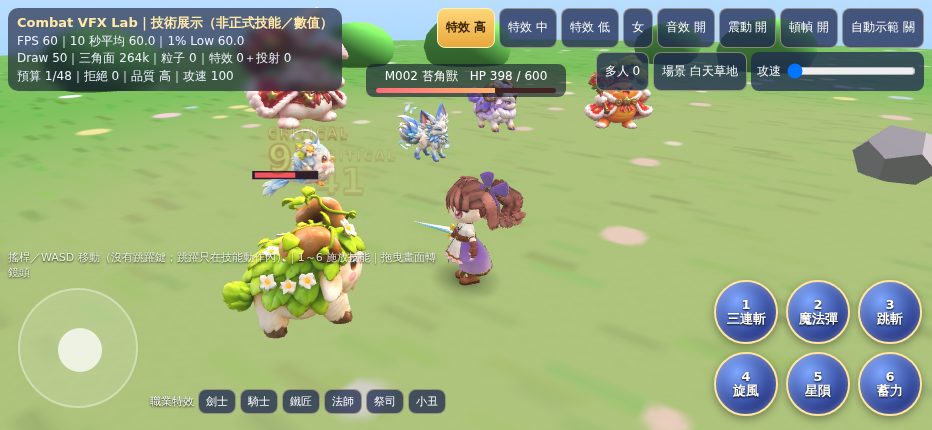 Combat VFX Lab｜技術展示（非正式技能／數值）
FPS 60｜10 秒平均 60.0｜1% Low 60.0
Draw 50｜三角面 264k｜粒子 0｜特效 0＋投射 0
預算 1/48｜拒絕 0｜品質 高｜攻速 100
特效 高
特效 中
特效 低
女
音效 開
震動 開
頓幀 開
自動示範 關
M002 苔角獸 HP 398 / 600
多人 0
場景 白天草地
攻速
CRITICAL
CRITICAL
41
搖桿／WASD 移動（沒有跳躍鍵；跳躍只在技能動作內）｜1～6 施放技能｜拖曳畫面轉
鏡頭
1
三連斬
2
魔法彈
3
跳斬
4
旋風
5
星隕
6
蓄力
職業特效
劍士
騎士
鐵匠
法師
祭司
小丑